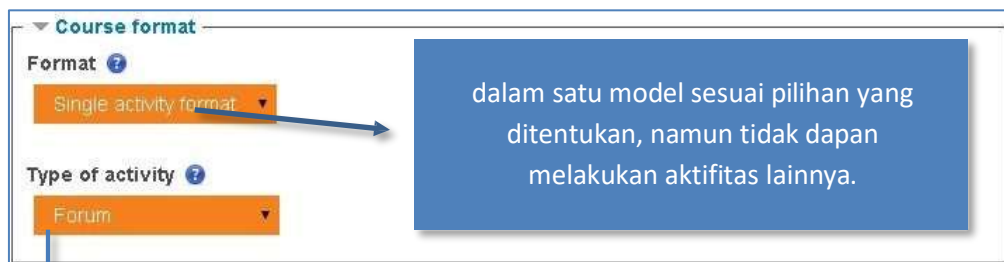 Course format
Format
Single activity format
Type of activity
Forum
dalam satu model sesuai pilihan yang
ditentukan, namun tidak dapan
melakukan aktifitas lainnya.